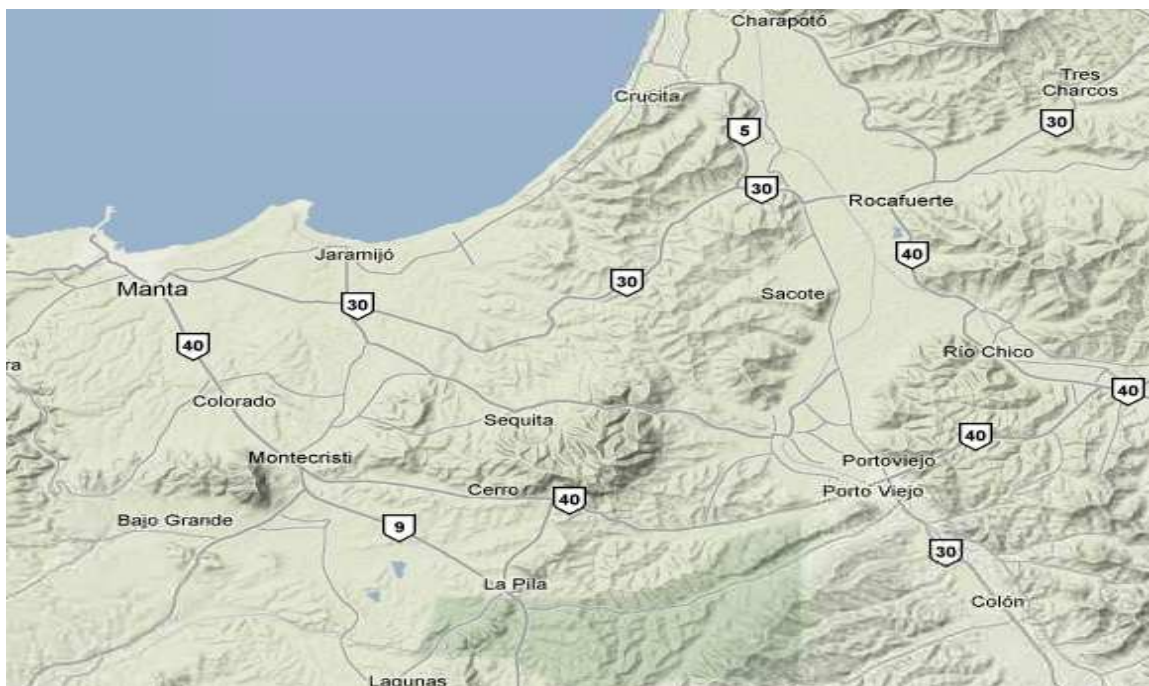 Charapotó
Tres
Charcos
Crucita
5
30
30
Rocafuerte
40
Jaramijó
Manta
30
Sacote
30
40
Río Chico
ra
Colorado
40
Sequita
40
Montecristi
Portoviejo
Cerro
40
Porto Viejo
Bajo Grande
9
30
La Pila
Colón
Lagunas